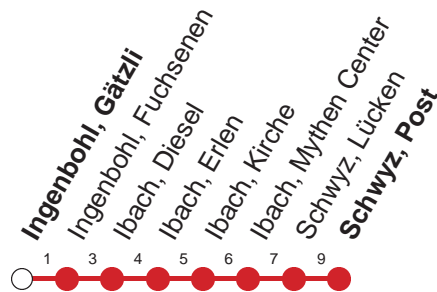 Ingenbohl, Gätzli
Ingenbohl, Fuchsenen
Ibach, Diesel
Ibach, Erlen
Ibach, Kirche
Ibach, Mythen Center
Schwyz, Lücken
Schwyz, Post
1 3 4 5 6 7 9